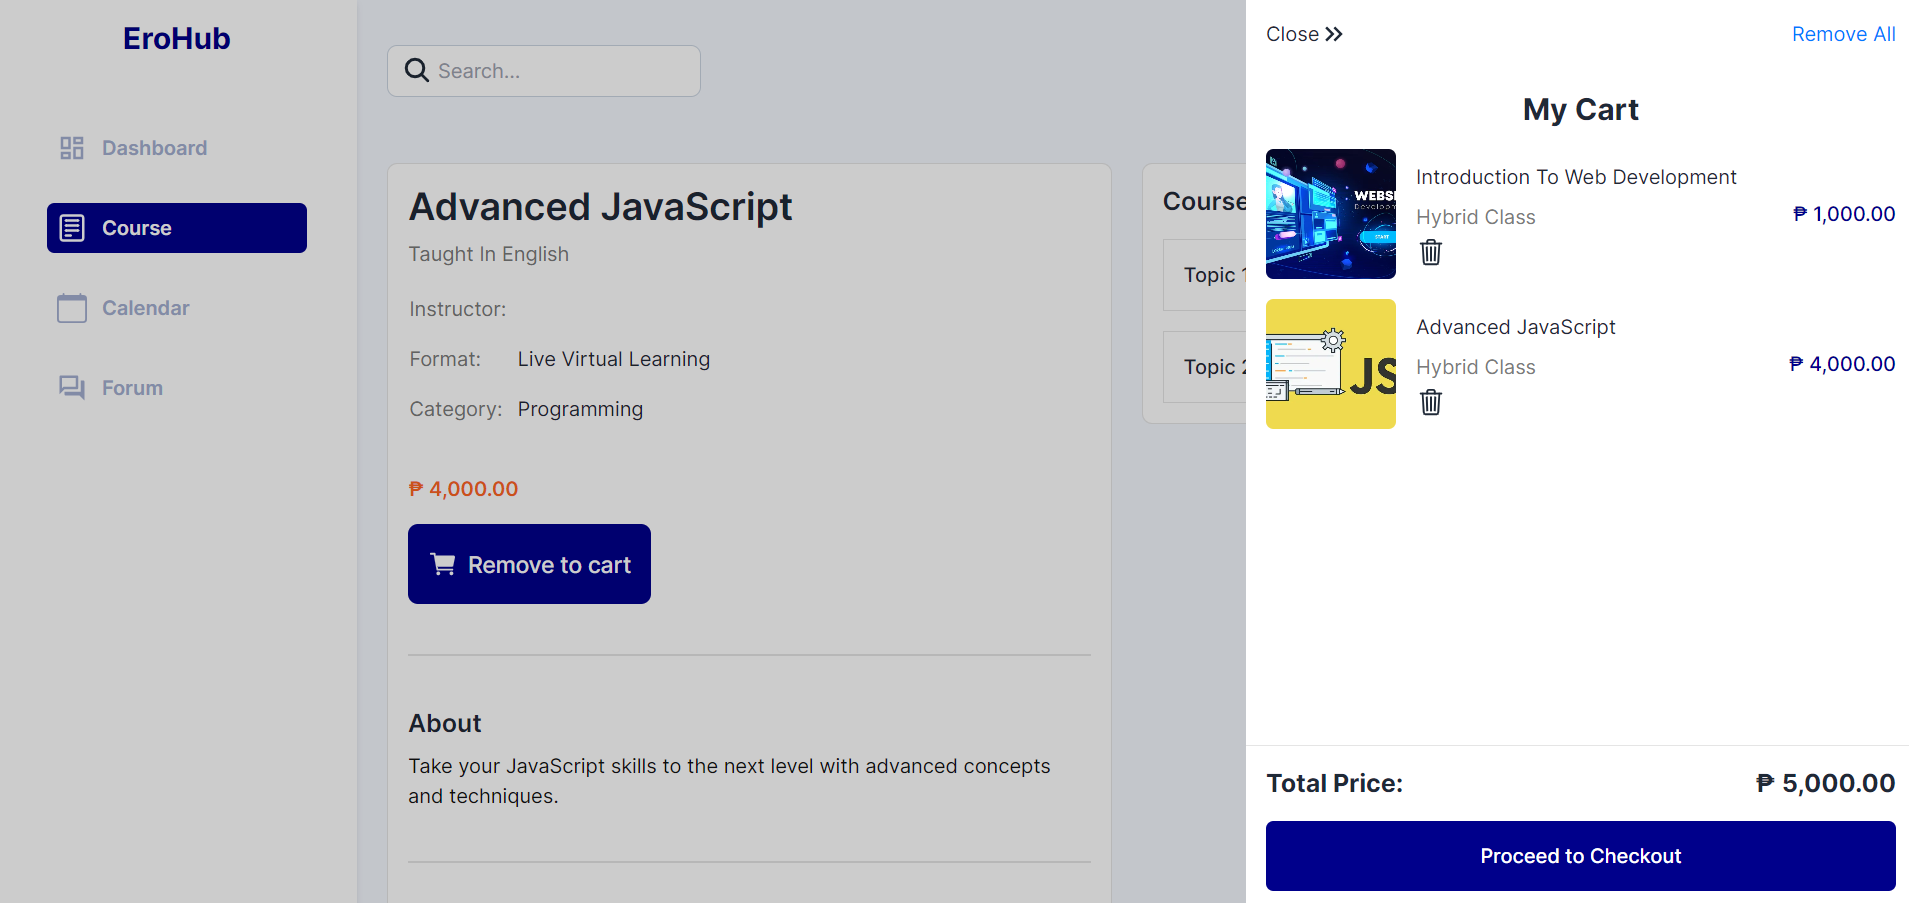 EroHub
Dashboard
Course
Calendar
Forum
Search...
Advanced JavaScript
Taught In English
Instructor:
Format: Live Virtual Learning
Category: Programming
₱ 4,000.00
Remove to cart
About
Take your JavaScript skills to the next level with advanced concepts
and techniques.
Course
Topic 1
Topic 2
Close
Remove All
My Cart
Introduction To Web Development
Hybrid Class
₱ 1,000.00
START
Advanced JavaScript
Hybrid Class
₱ 4,000.00
JS
Total Price: ₱ 5,000.00
Proceed to Checkout